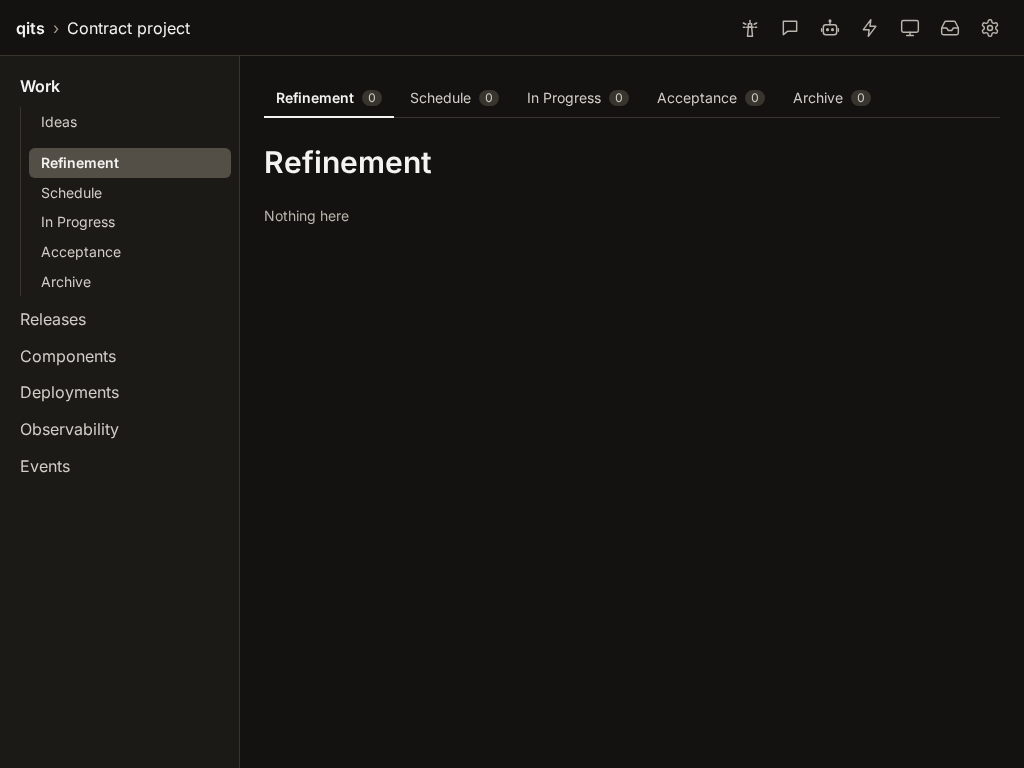 qits › Contract project
Work
Ideas
Refinement
Schedule
In Progress
Acceptance
Archive
Releases
Components
Deployments
Observability
Events
Refinement 0 Schedule 0 In Progress 0 Acceptance 0 Archive 0
Refinement
Nothing here